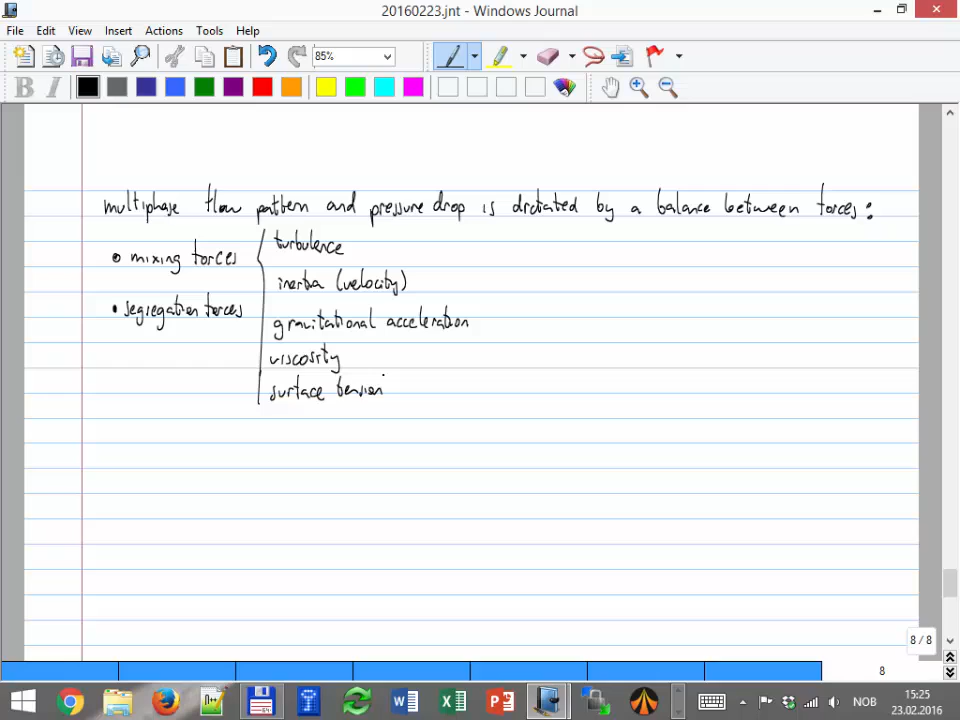 20160223.jnt - Windows Journal
File Edit View Insert Actions Tools Help
85%
B I
multiphase flow pattern and pressure drop is dictated by a balance between forces:
• mixing forces
• segregation forces
turbulence
inertia (velocity)
gravitational acceleration
viscosity
surface tension
8 / 8
8
NOB
15:25
23.02.2016